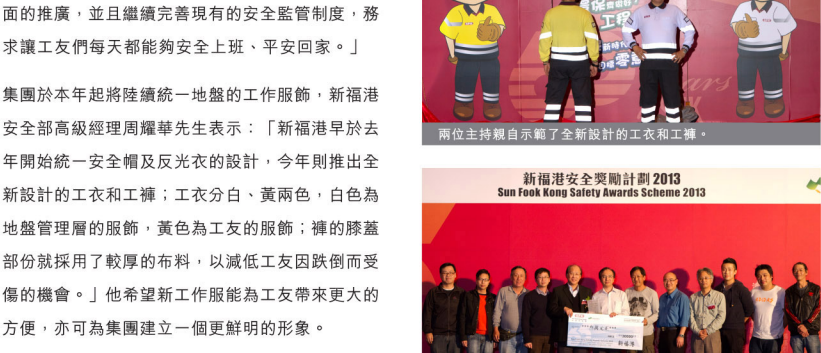 面的推廣，並且繼續完善現有的安全監管制度，務
求讓工友們每天都能夠安全上班、平安回家。」
集團於本年起將陸續統一地盤的工作服飾，新福港
安全部高級經理周耀華先生表示：「新福港早於去
年開始統一安全帽及反光衣的設計，今年則推出全
新設計的工衣和工褲；工衣分白、黃兩色，白色為
地盤管理層的服飾，黃色為工友的服飾；褲的膝蓋
部份就採用了較厚的布料，以減低工友因跌倒而受
傷的機會。」他希望新工作服能為工友帶來更大的
方便，亦可為集團建立一個更鮮明的形象。
工程
零
兩位主持親自示範了全新設計的工衣和工褲。
新福港安全奖励計劃 2013
Sun Fook Kong Safety Awards Scheme 2013
新福港